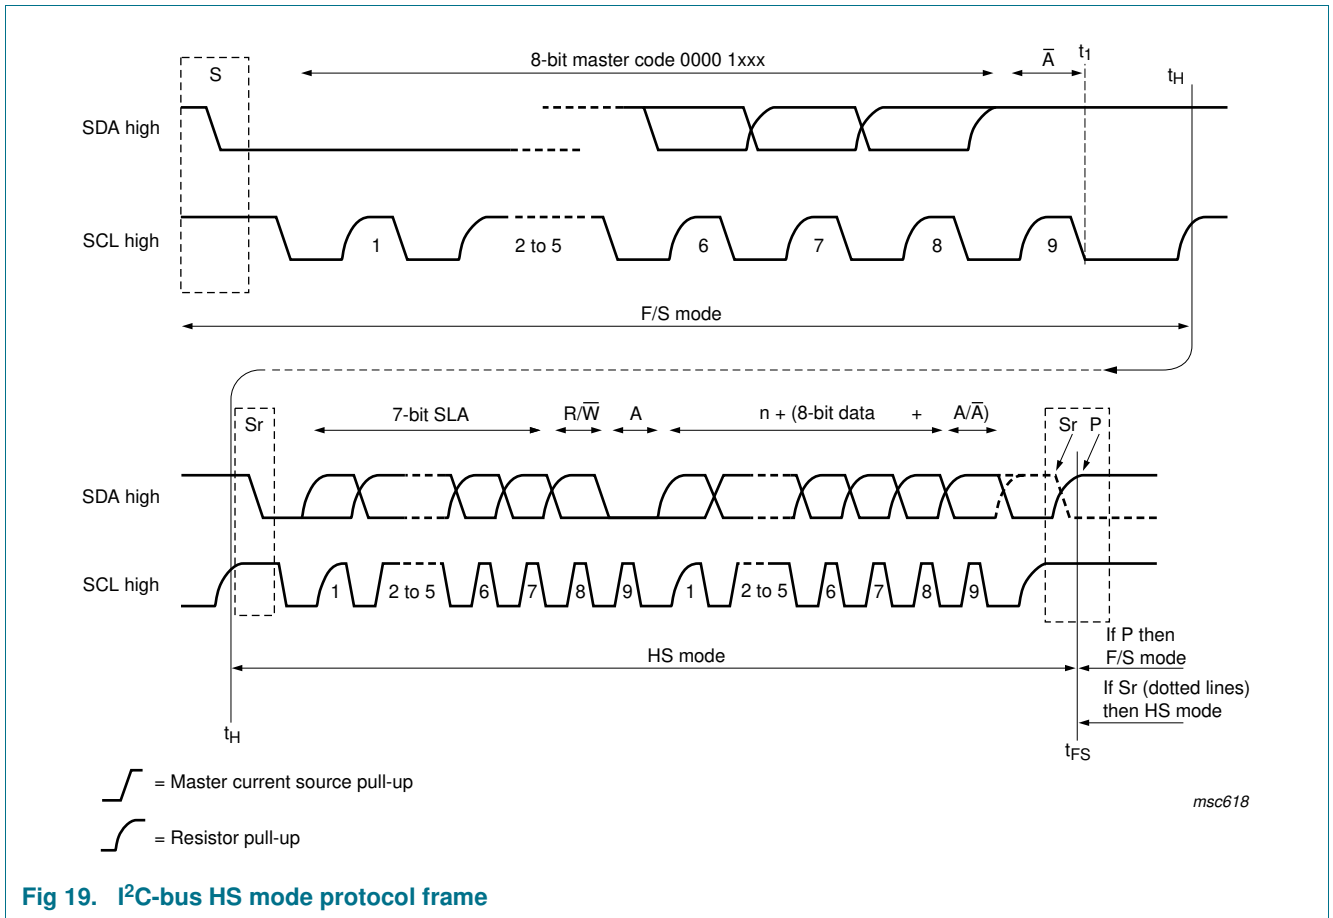 8-bit master code 0000 1xxx
A̅
t1
tH
S
SDA high
SCL high
1
2 to 5
6
7
8
9
F/S mode
Sr
7-bit SLA
R/W̅
A
n + (8-bit data + A/A̅)
Sr P
SDA high
SCL high
1
2 to 5
6
7
8
9
1
2 to 5
6
7
8
9
If P then
F/S mode
HS mode
If Sr (dotted lines)
then HS mode
tH
tFS
= Master current source pull-up
= Resistor pull-up
msc618
Fig 19. I²C-bus HS mode protocol frame